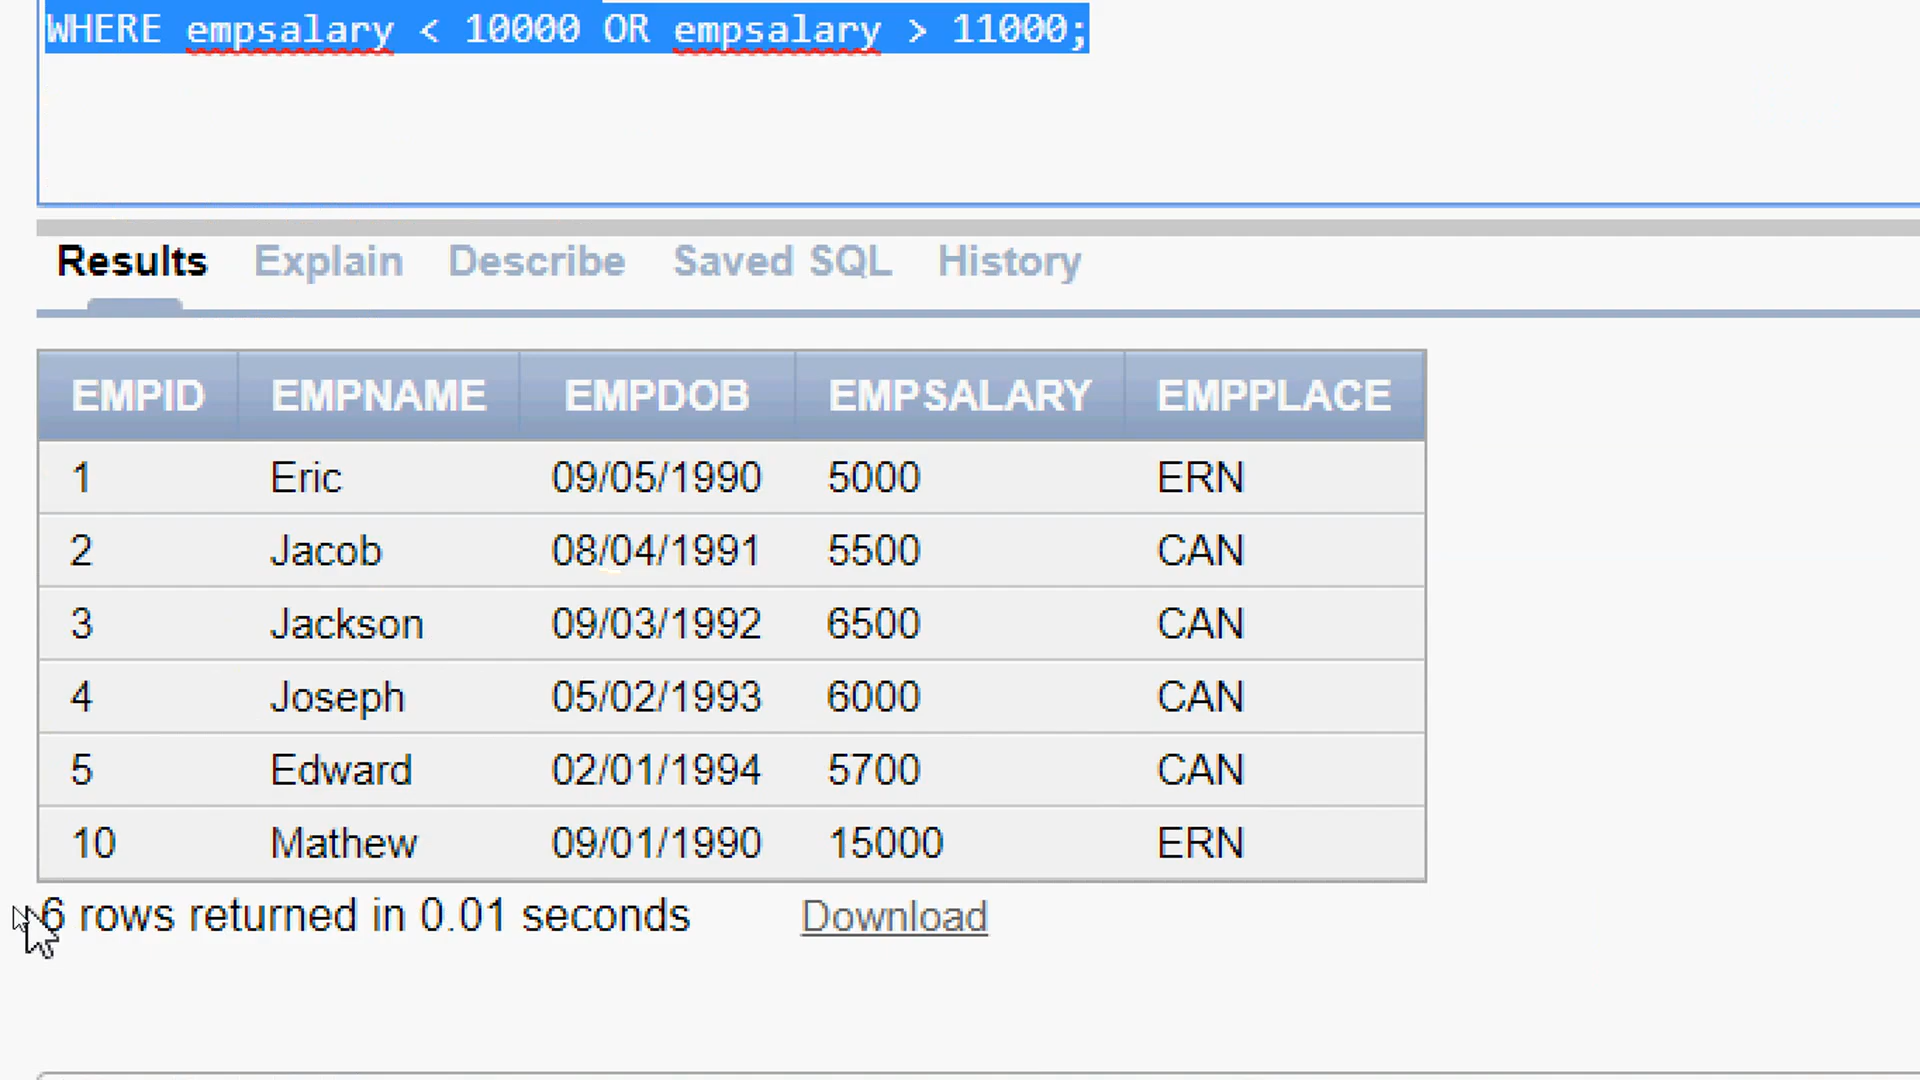 WHERE empsalary < 10000 OR empsalary > 11000;
Results Explain Describe Saved SQL History
EMPID EMPNAME EMPDOB EMPSALARY EMPPLACE
1 Eric 09/05/1990 5000 ERN
2 Jacob 08/04/1991 5500 CAN
3 Jackson 09/03/1992 6500 CAN
4 Joseph 05/02/1993 6000 CAN
5 Edward 02/01/1994 5700 CAN
10 Mathew 09/01/1990 15000 ERN
6 rows returned in 0.01 seconds Download